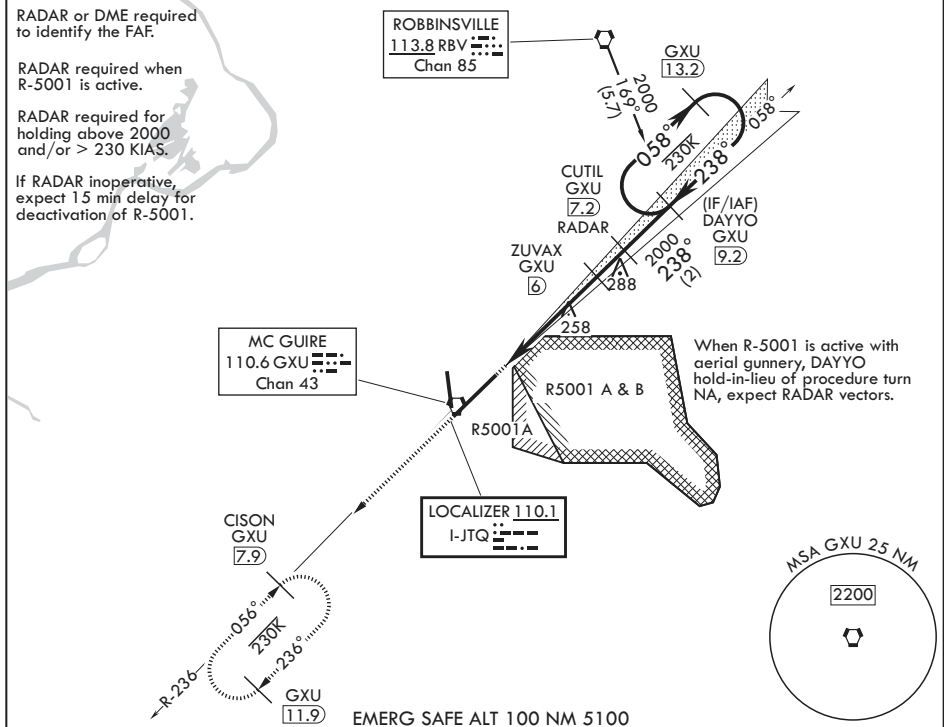 RADAR or DME required
to identify the FAF.
RADAR required when
R-5001 is active.
RADAR required for
holding above 2000
and/or > 230 KIAS.
If RADAR inoperative,
expect 15 min delay for
deactivation of R-5001.
ROBBINSVILLE
113.8 RBV
Chan 85
GXU
13.2
2000
169°
(5.7)
058°
230K
238°
058°
CUTIL
GXU
7.2
RADAR
(IF/IAF)
DAYYO
GXU
9.2
2000
238°
(2)
ZUVAX
GXU
6
288
258
MC GUIRE
110.6 GXU
Chan 43
When R-5001 is active with
aerial gunnery, DAYYO
hold-in-lieu of procedure turn
NA, expect RADAR vectors.
R5001 A & B
R5001A
LOCALIZER 110.1
I-JTQ
CISON
GXU
7.9
056°
230K
236°
R-236
GXU
11.9
MSA GXU 25 NM
2200
EMERG SAFE ALT 100 NM 5100